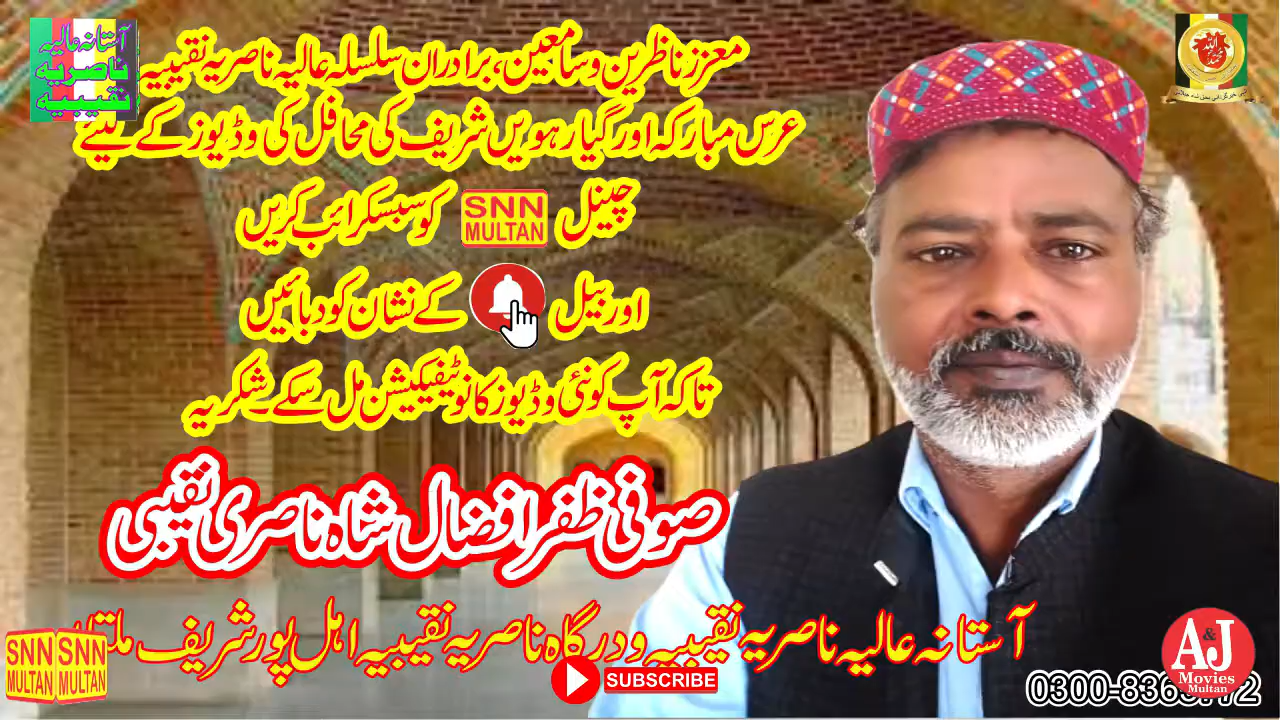 آستانہ عالیہ
ناصریہ
نقیبیہ
معزز ناظرین وسامعین، برادران سلسلہ عالیہ ناصریہ نقیبیہ
عرس مبارکہ اور گیارہویں شریف کی محافل کی وڈیوز کے لیئے
چینل SNN MULTAN کو سبسکرائب کریں
اور بیل کے نشان کو دبائیں
تاکہ آپ کو نئی وڈیوز کا نوٹیفیکیشن مل سکے۔ شکریہ
صوفی ظفر افضال شاہ ناصری نقیبی
آستانہ عالیہ ناصریہ نقیبیہ و درگاہ ناصریہ نقیبیہ اہل پور شریف
SNN SNN
MULTAN MULTAN
SUBSCRIBE
A&J
Movies
Multan